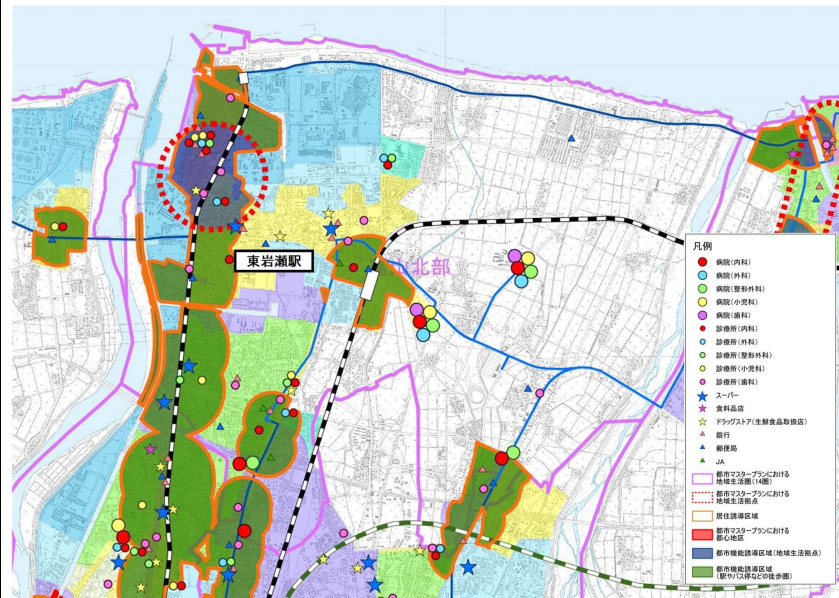 東岩瀬駅
北部
凡例
病院(内科)
病院(外科)
病院(整形外科)
病院(小児科)
病院(歯科)
診療所(内科)
診療所(外科)
診療所(整形外科)
診療所(小児科)
診療所(歯科)
スーパー
食料品店
ドラッグストア(生鮮食品取扱店)
銀行
郵便局
JA
都市マスタープランにおける
地域生活圏(14圏)
都市マスタープランにおける
地域生活拠点
居住誘導区域
都市マスタープランにおける
都心地区
都市機能誘導区域(地域生活拠点)
都市機能誘導区域
(駅やバス停などの徒歩圏)